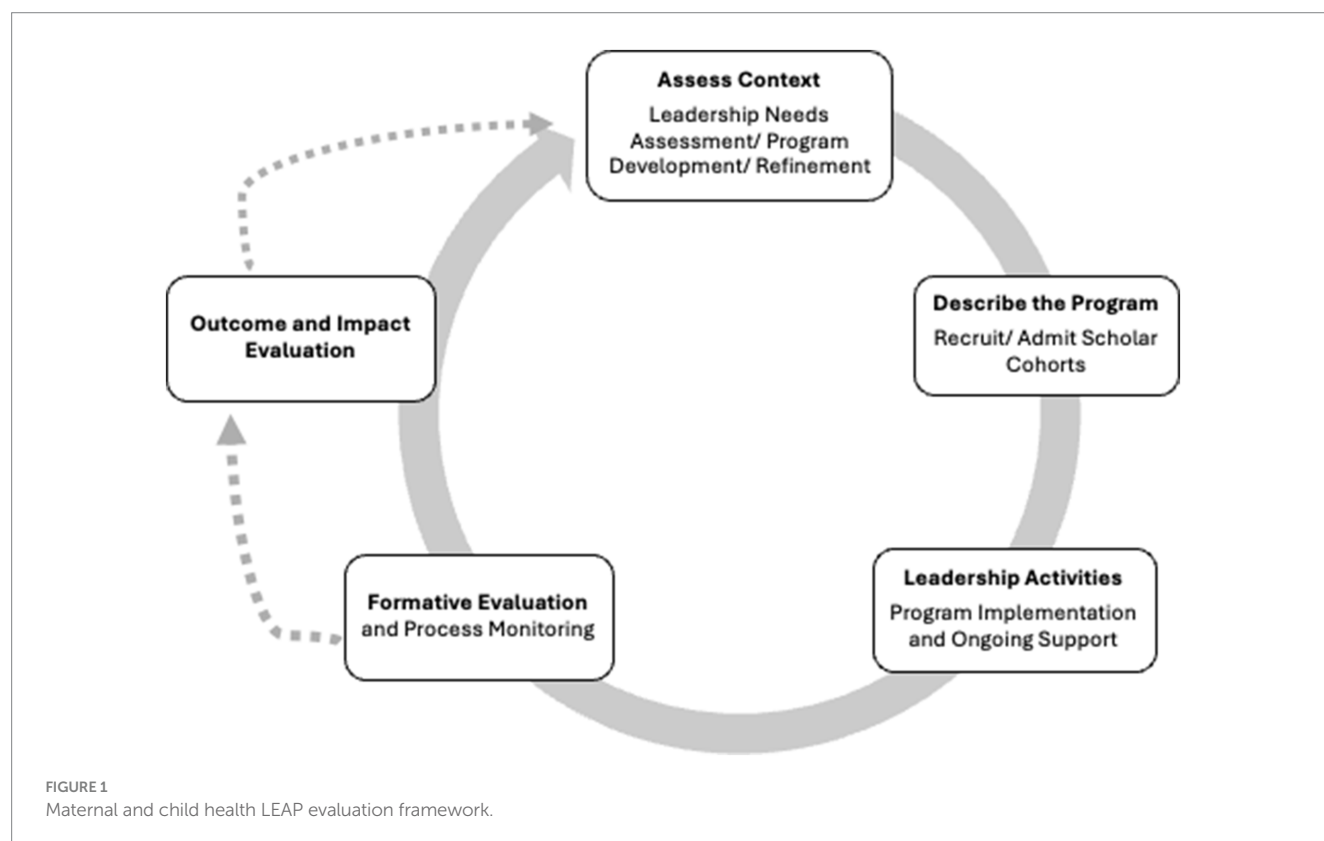 Assess Context
Leadership Needs
Assessment/ Program
Development/ Refinement
Describe the Program
Recruit/ Admit Scholar
Cohorts
Leadership Activities
Program Implementation
and Ongoing Support
Formative Evaluation
and Process Monitoring
Outcome and Impact
Evaluation
FIGURE 1
Maternal and child health LEAP evaluation framework.